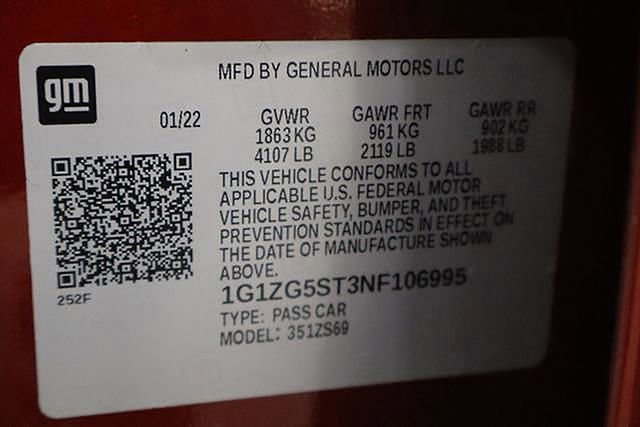 gm
MFD BY GENERAL MOTORS LLC
01/22
GVWR GAWR FRT GAWR RR
1863 KG 961 KG 902 KG
4107 LB 2119 LB 1988 LB
THIS VEHICLE CONFORMS TO ALL
APPLICABLE U.S. FEDERAL MOTOR
VEHICLE SAFETY, BUMPER, AND THEFT
PREVENTION STANDARDS IN EFFECT ON
THE DATE OF MANUFACTURE SHOWN
ABOVE.
252F
1G1ZG5ST3NF106995
TYPE: PASS CAR
MODEL: 351ZS69